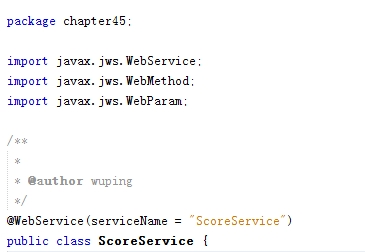 package chapter45;
import javax.jws.WebService;
import javax.jws.WebMethod;
import javax.jws.WebParam;
/**
 *
 * @author wuping
 */
@WebService(serviceName = "ScoreService")
public class ScoreService {